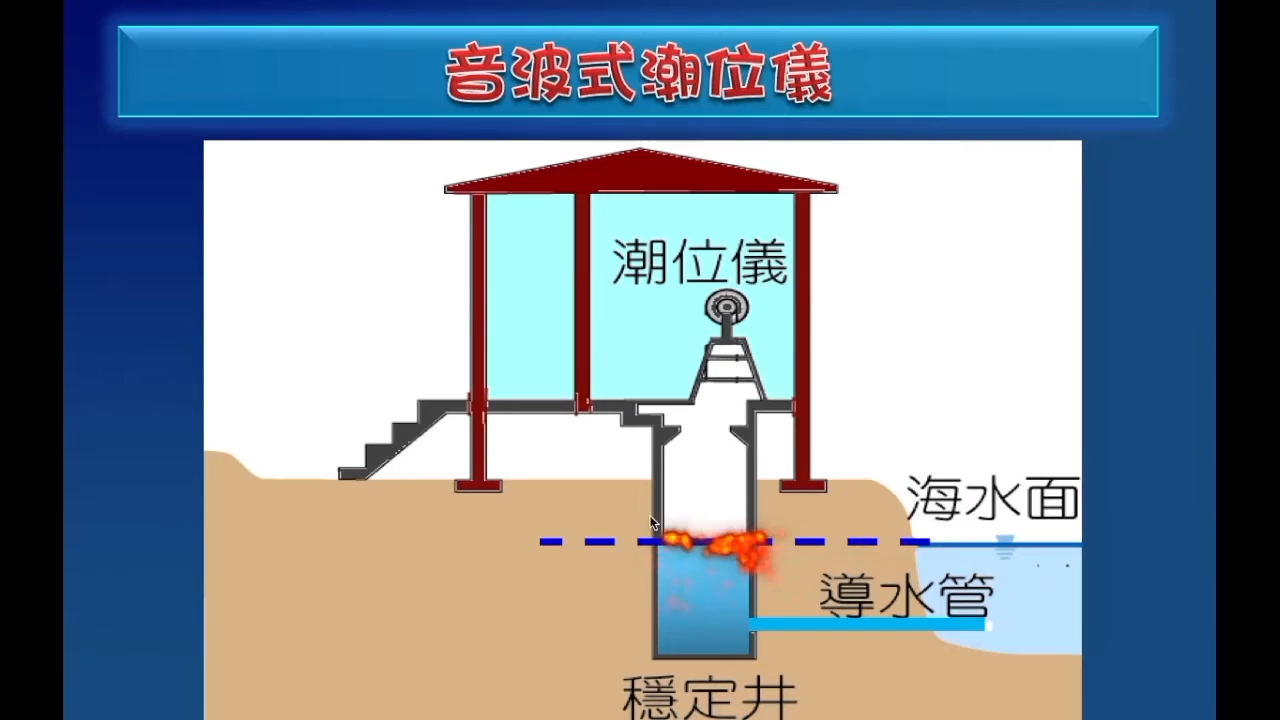 音波式潮位儀
潮位儀
海水面
導水管
穩定井